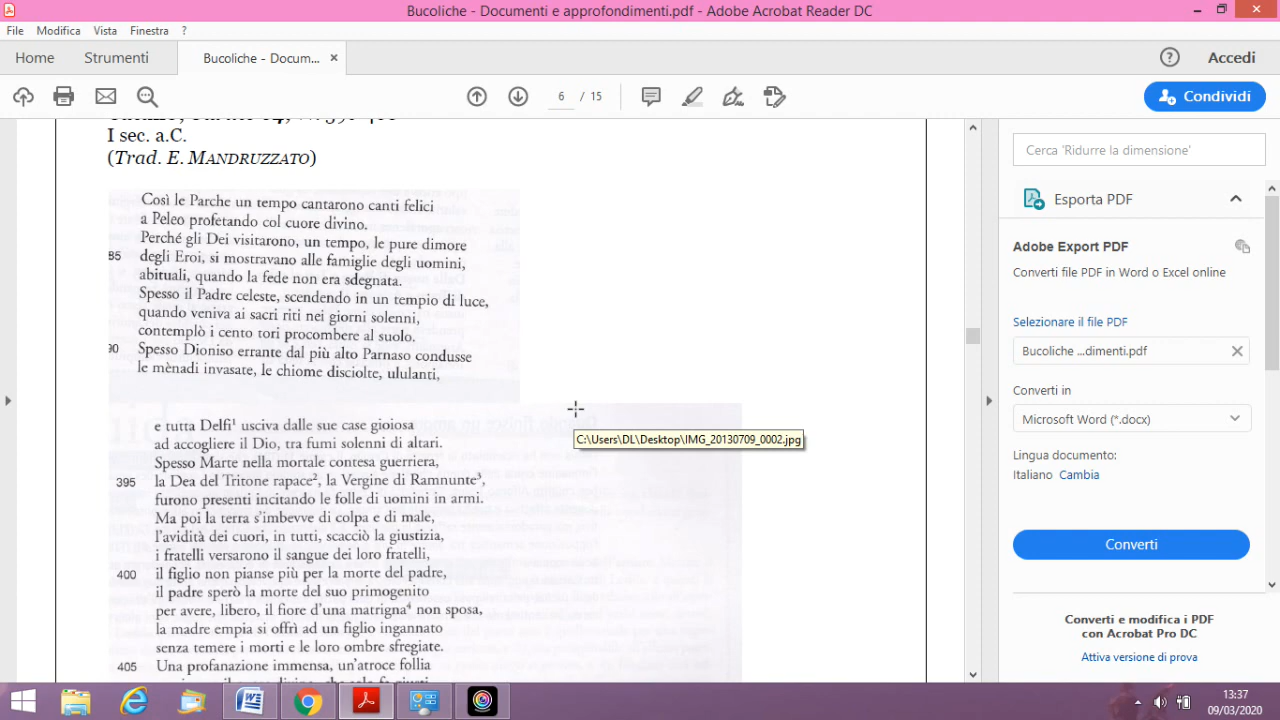 Bucoliche - Documenti e approfondimenti.pdf - Adobe Acrobat Reader DC
File Modifica Vista Finestra ?
Home Strumenti Bucoliche - Docum... × ? Accedi
6 / 15 Condividi
I sec. a.C.
(Trad. E. MANDRUZZATO)
Così le Parche un tempo cantarono canti felici
a Peleo profetando col cuore divino.
Perché gli Dei visitarono, un tempo, le pure dimore
85 degli Eroi, si mostravano alle famiglie degli uomini,
abituali, quando la fede non era sdegnata.
Spesso il Padre celeste, scendendo in un tempio di luce,
quando veniva ai sacri riti nei giorni solenni,
contemplò i cento tori procombere al suolo.
90 Spesso Dioniso errante dal più alto Parnaso condusse
le mènadi invasate, le chiome disciolte, ululanti,
e tutta Delfi¹ usciva dalle sue case gioiosa
ad accogliere il Dio, tra fumi solenni di altari.
Spesso Marte nella mortale contesa guerriera,
395 la Dea del Tritone rapace², la Vergine di Ramnunte³,
furono presenti incitando le folle di uomini in armi.
Ma poi la terra s'imbevve di colpa e di male,
l'avidità dei cuori, in tutti, scacciò la giustizia,
i fratelli versarono il sangue dei loro fratelli,
400 il figlio non pianse più per la morte del padre,
il padre sperò la morte del suo primogenito
per avere, libero, il fiore d'una matrigna⁴ non sposa,
la madre empia si offrì ad un figlio ingannato
senza temere i morti e le loro ombre sfregiate.
405 Una profanazione immensa, un'atroce follia
C:\Users\DL\Desktop\IMG_20130709_0002.jpg
Cerca 'Ridurre la dimensione'
Esporta PDF
Adobe Export PDF
Converti file PDF in Word o Excel online
Selezionare il file PDF
Bucoliche ...dimenti.pdf ×
Converti in
Microsoft Word (*.docx)
Lingua documento:
Italiano Cambia
Converti
Converti e modifica i PDF
con Acrobat Pro DC
Attiva versione di prova
13:37
09/03/2020